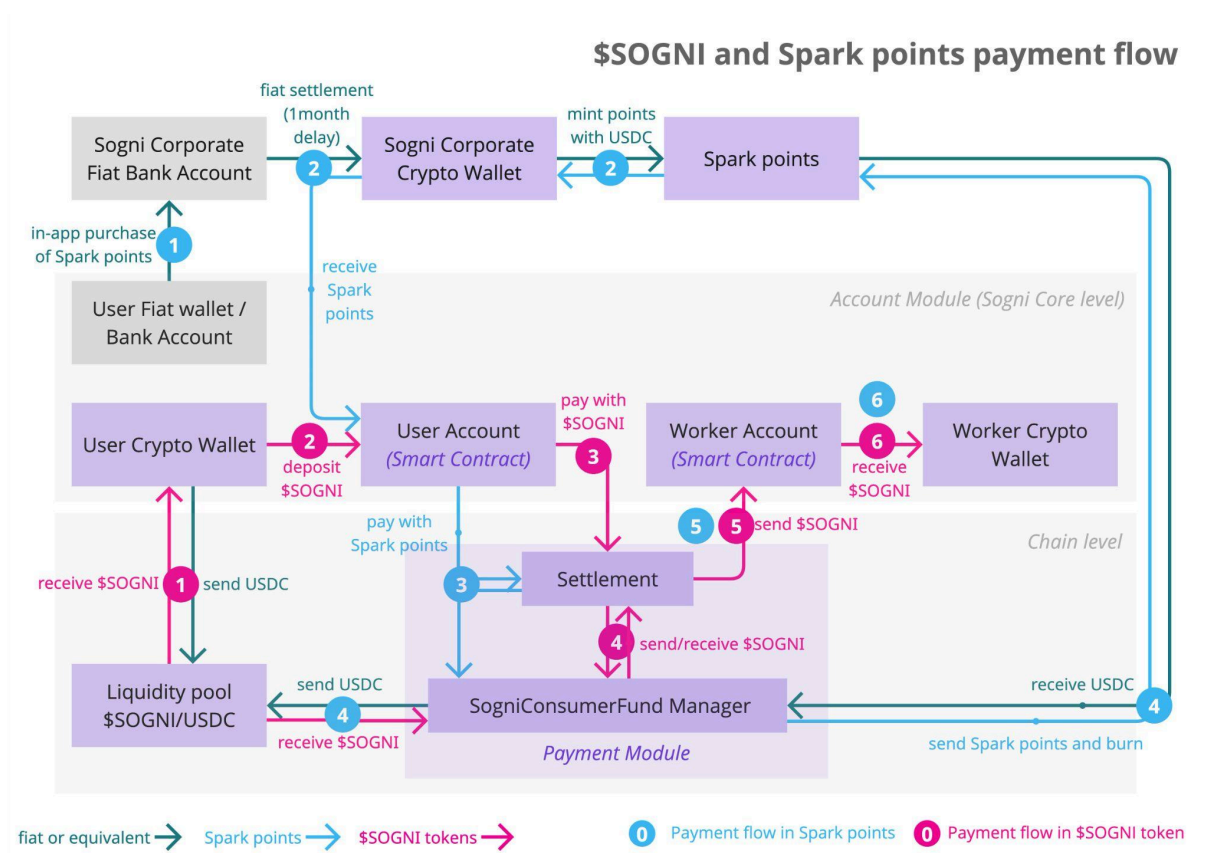 $SOGNI and Spark points payment flow
fiat settlement
(1month
delay)
mint points
with USDC
Sogni Corporate
Fiat Bank Account
2
Sogni Corporate
Crypto Wallet
2
Spark points
in-app purchase
of Spark points
1
receive
Spark
points
User Fiat wallet /
Bank Account
Account Module (Sogni Core level)
User Crypto Wallet
2
deposit
$SOGNI
User Account
(Smart Contract)
pay with
$SOGNI
3
Worker Account
(Smart Contract)
6
6
receive
$SOGNI
Worker Crypto
Wallet
pay with
Spark points
5
5
send $SOGNI
Chain level
receive $SOGNI
1
send USDC
3
Settlement
4
send/receive $SOGNI
Liquidity pool
$SOGNI/USDC
send USDC
4
receive $SOGNI
SogniConsumerFund Manager
Payment Module
receive USDC
4
send Spark points and burn
fiat or equivalent
Spark points
$SOGNI tokens
0
Payment flow in Spark points
0
Payment flow in $SOGNI token